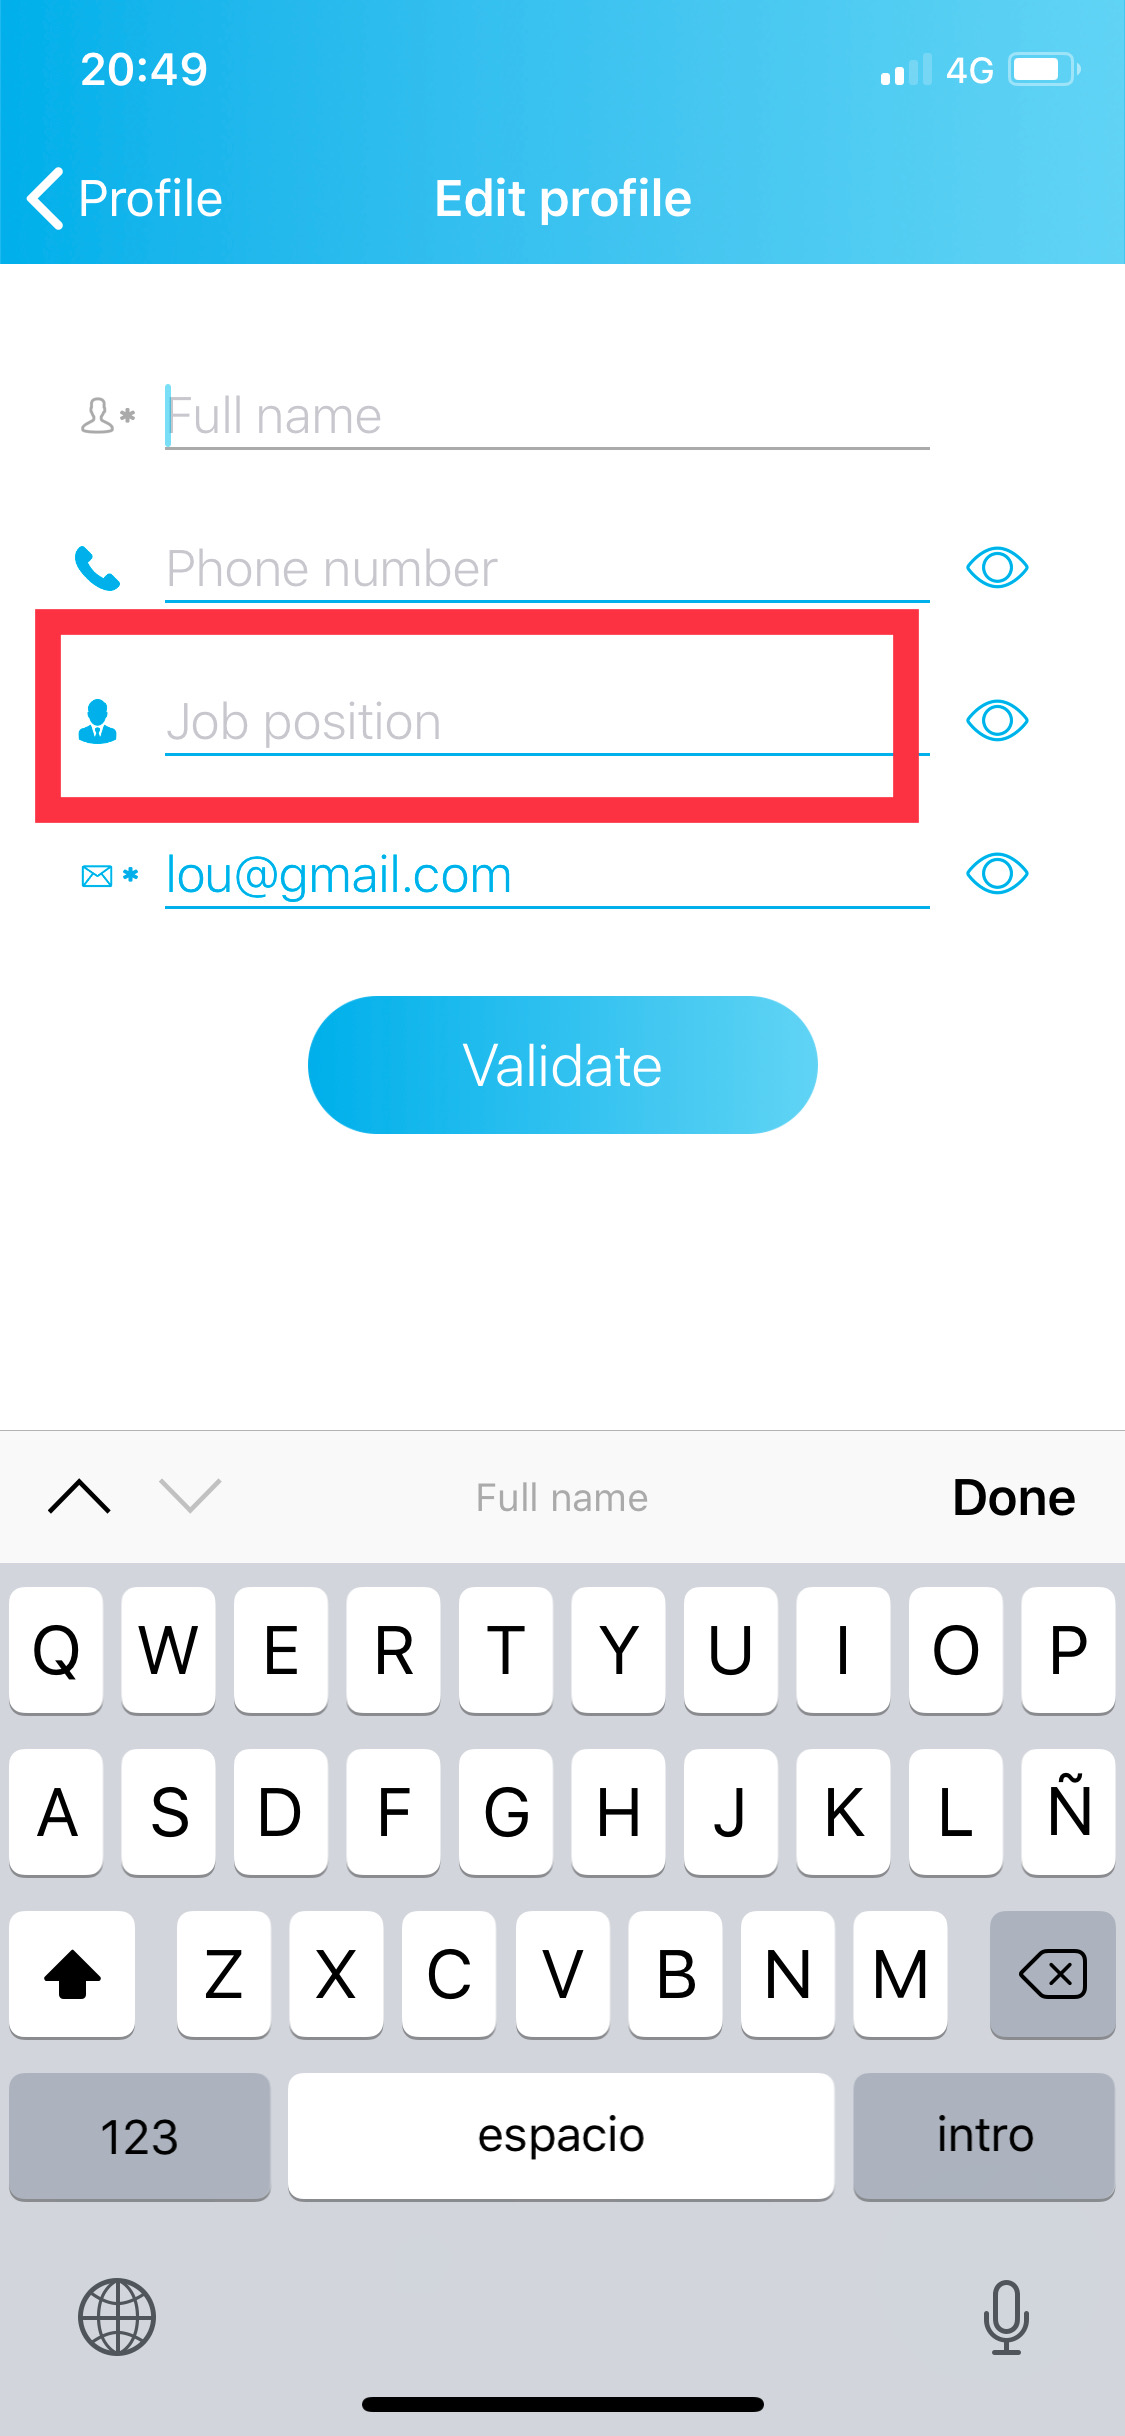 20:49 4G
Profile Edit profile
* Full name
Phone number
Job position
* lou@gmail.com
Validate
Full name Done
Q W E R T Y U I O P
A S D F G H J K L Ñ
Z X C V B N M
123 espacio intro